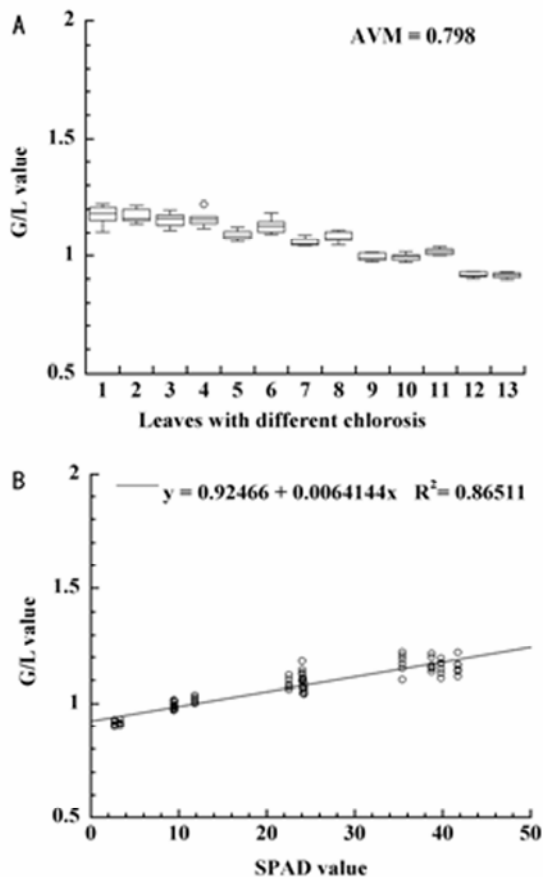 A
AVM = 0.798
2
1.5
1
0.5
G/L value
1 2 3 4 5 6 7 8 9 10 11 12 13
Leaves with different chlorosis
B
y = 0.92466 + 0.0064144x R²= 0.86511
2
1.5
1
0.5
G/L value
0 10 20 30 40 50
SPAD value